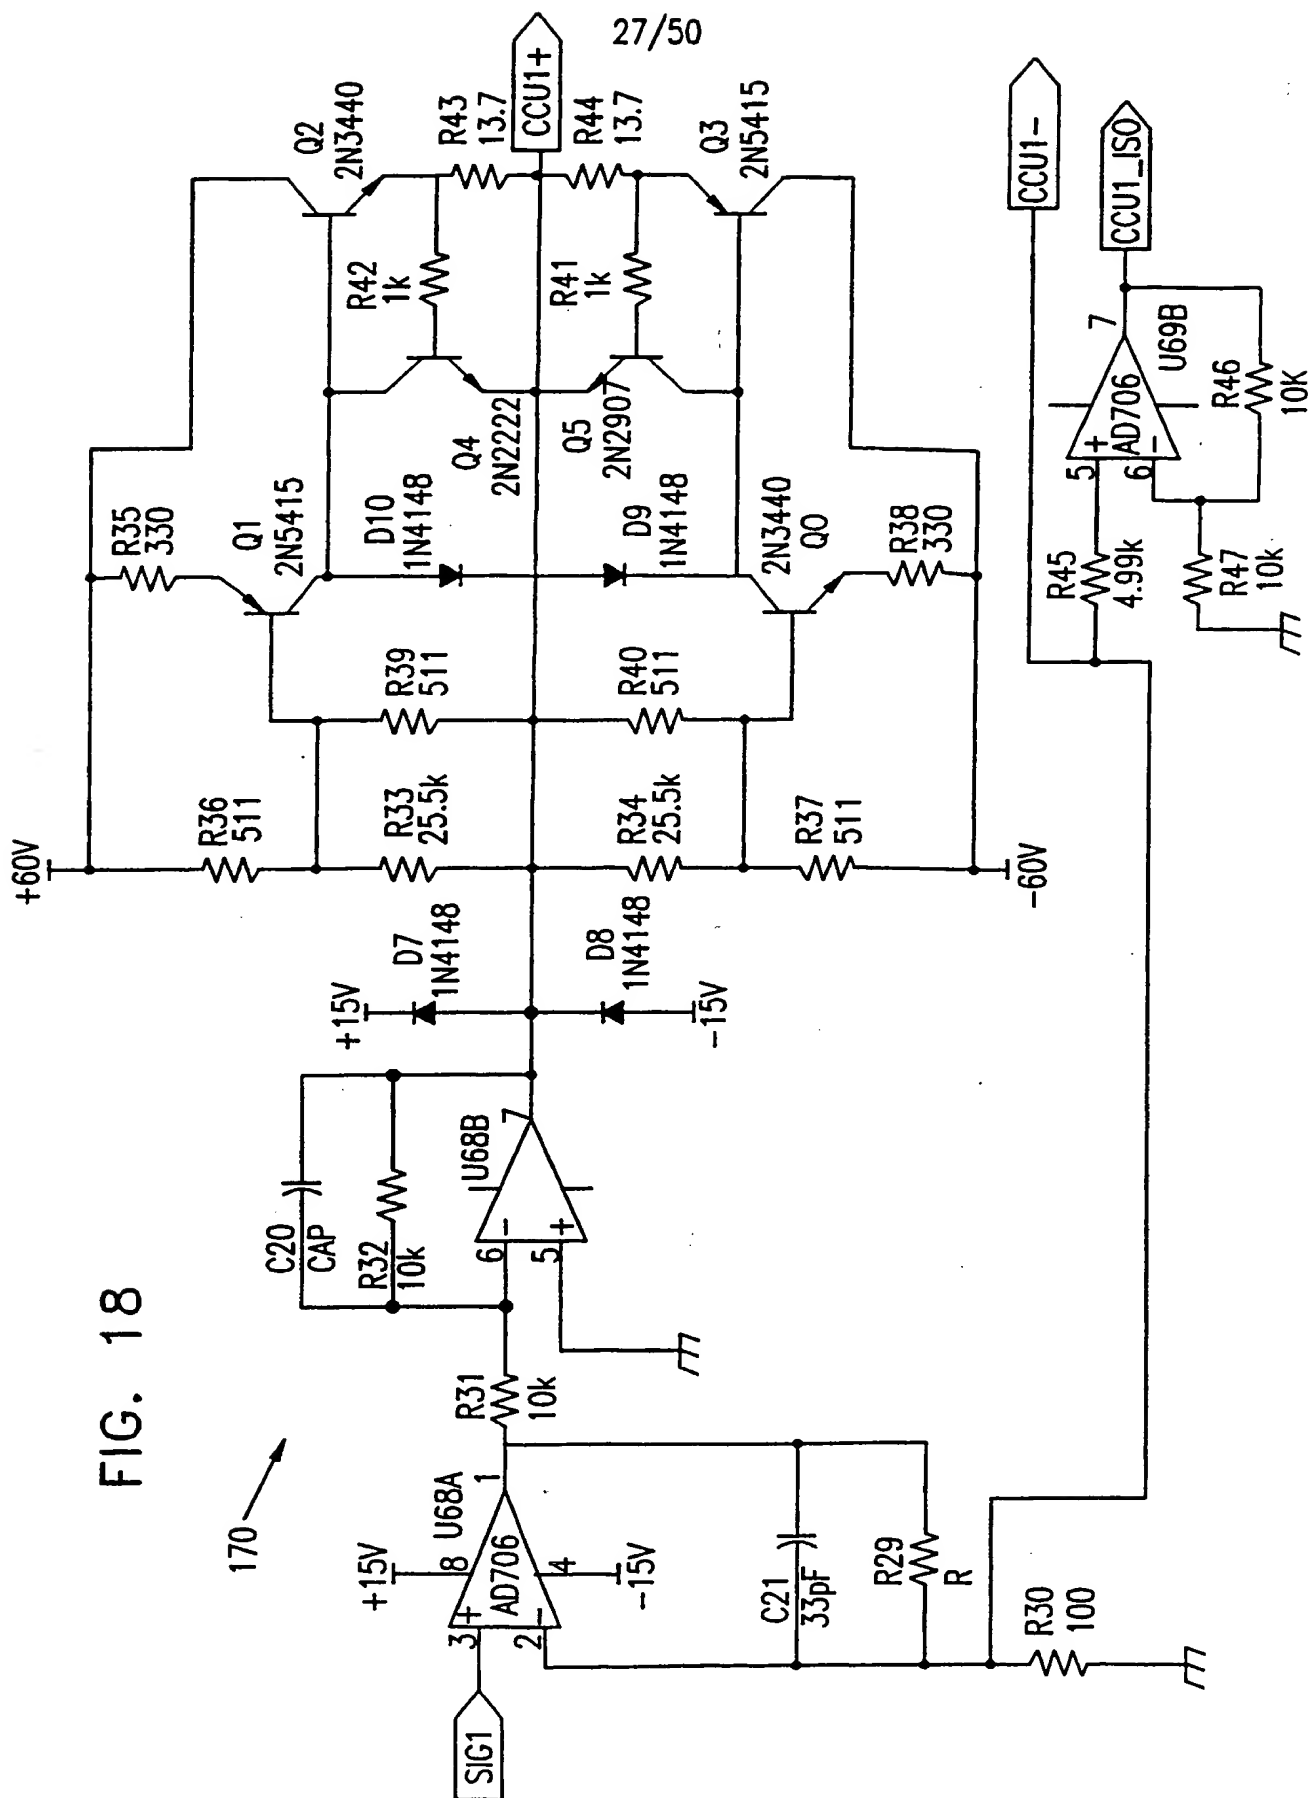 27/50
FIG. 18
170
SIG1
3
+
2
-
AD706
U68A
1
8
4
+15V
-15V
C21
33pF
R29
R
R30
100
R31
10k
C20
CAP
R32
10k
6
-
5
+
U68B
7
+15V
D7
1N4148
D8
1N4148
-15V
+60V
R36
511
R33
25.5k
R34
25.5k
R37
511
-60V
R39
511
R40
511
R35
330
Q1
2N5415
D10
1N4148
D9
1N4148
2N3440
Q0
R38
330
Q4
2N2222
Q5
2N2907
R42
1k
R41
1k
Q2
2N3440
R43
13.7
R44
13.7
Q3
2N5415
CCU1+
CCU1-
CCU1_ISO
R45
4.99k
5
+
6
-
AD706
7
U69B
R46
10K
R47
10k